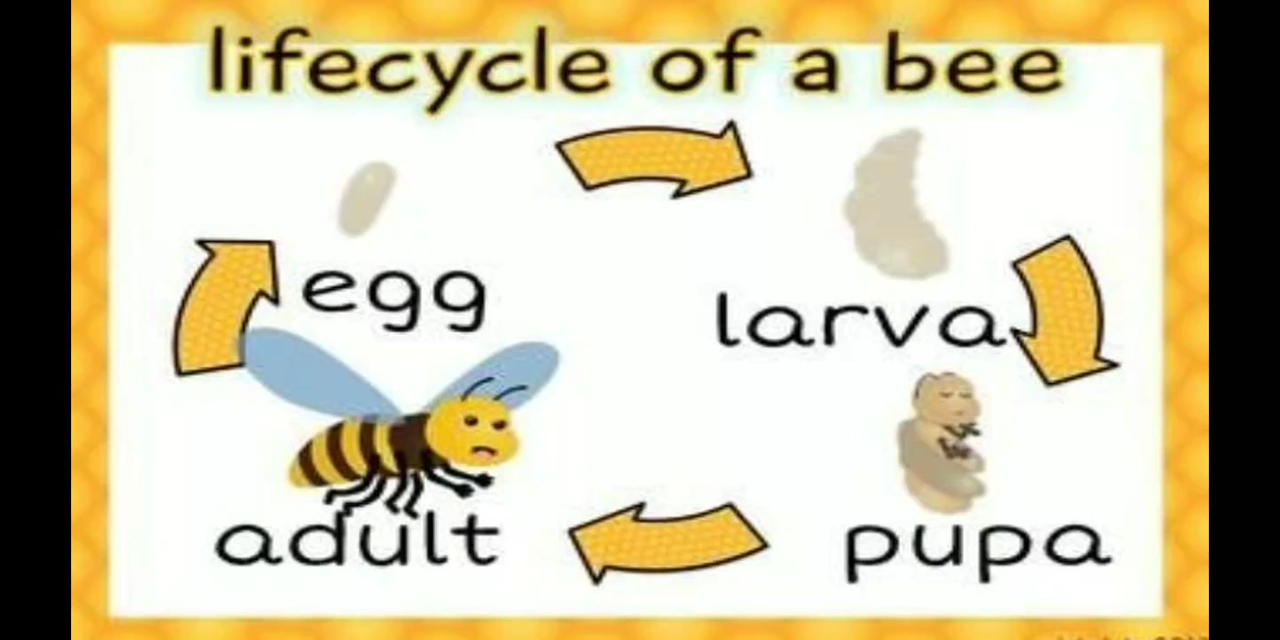 lifecycle of a bee
egg
larva
adult
pupa